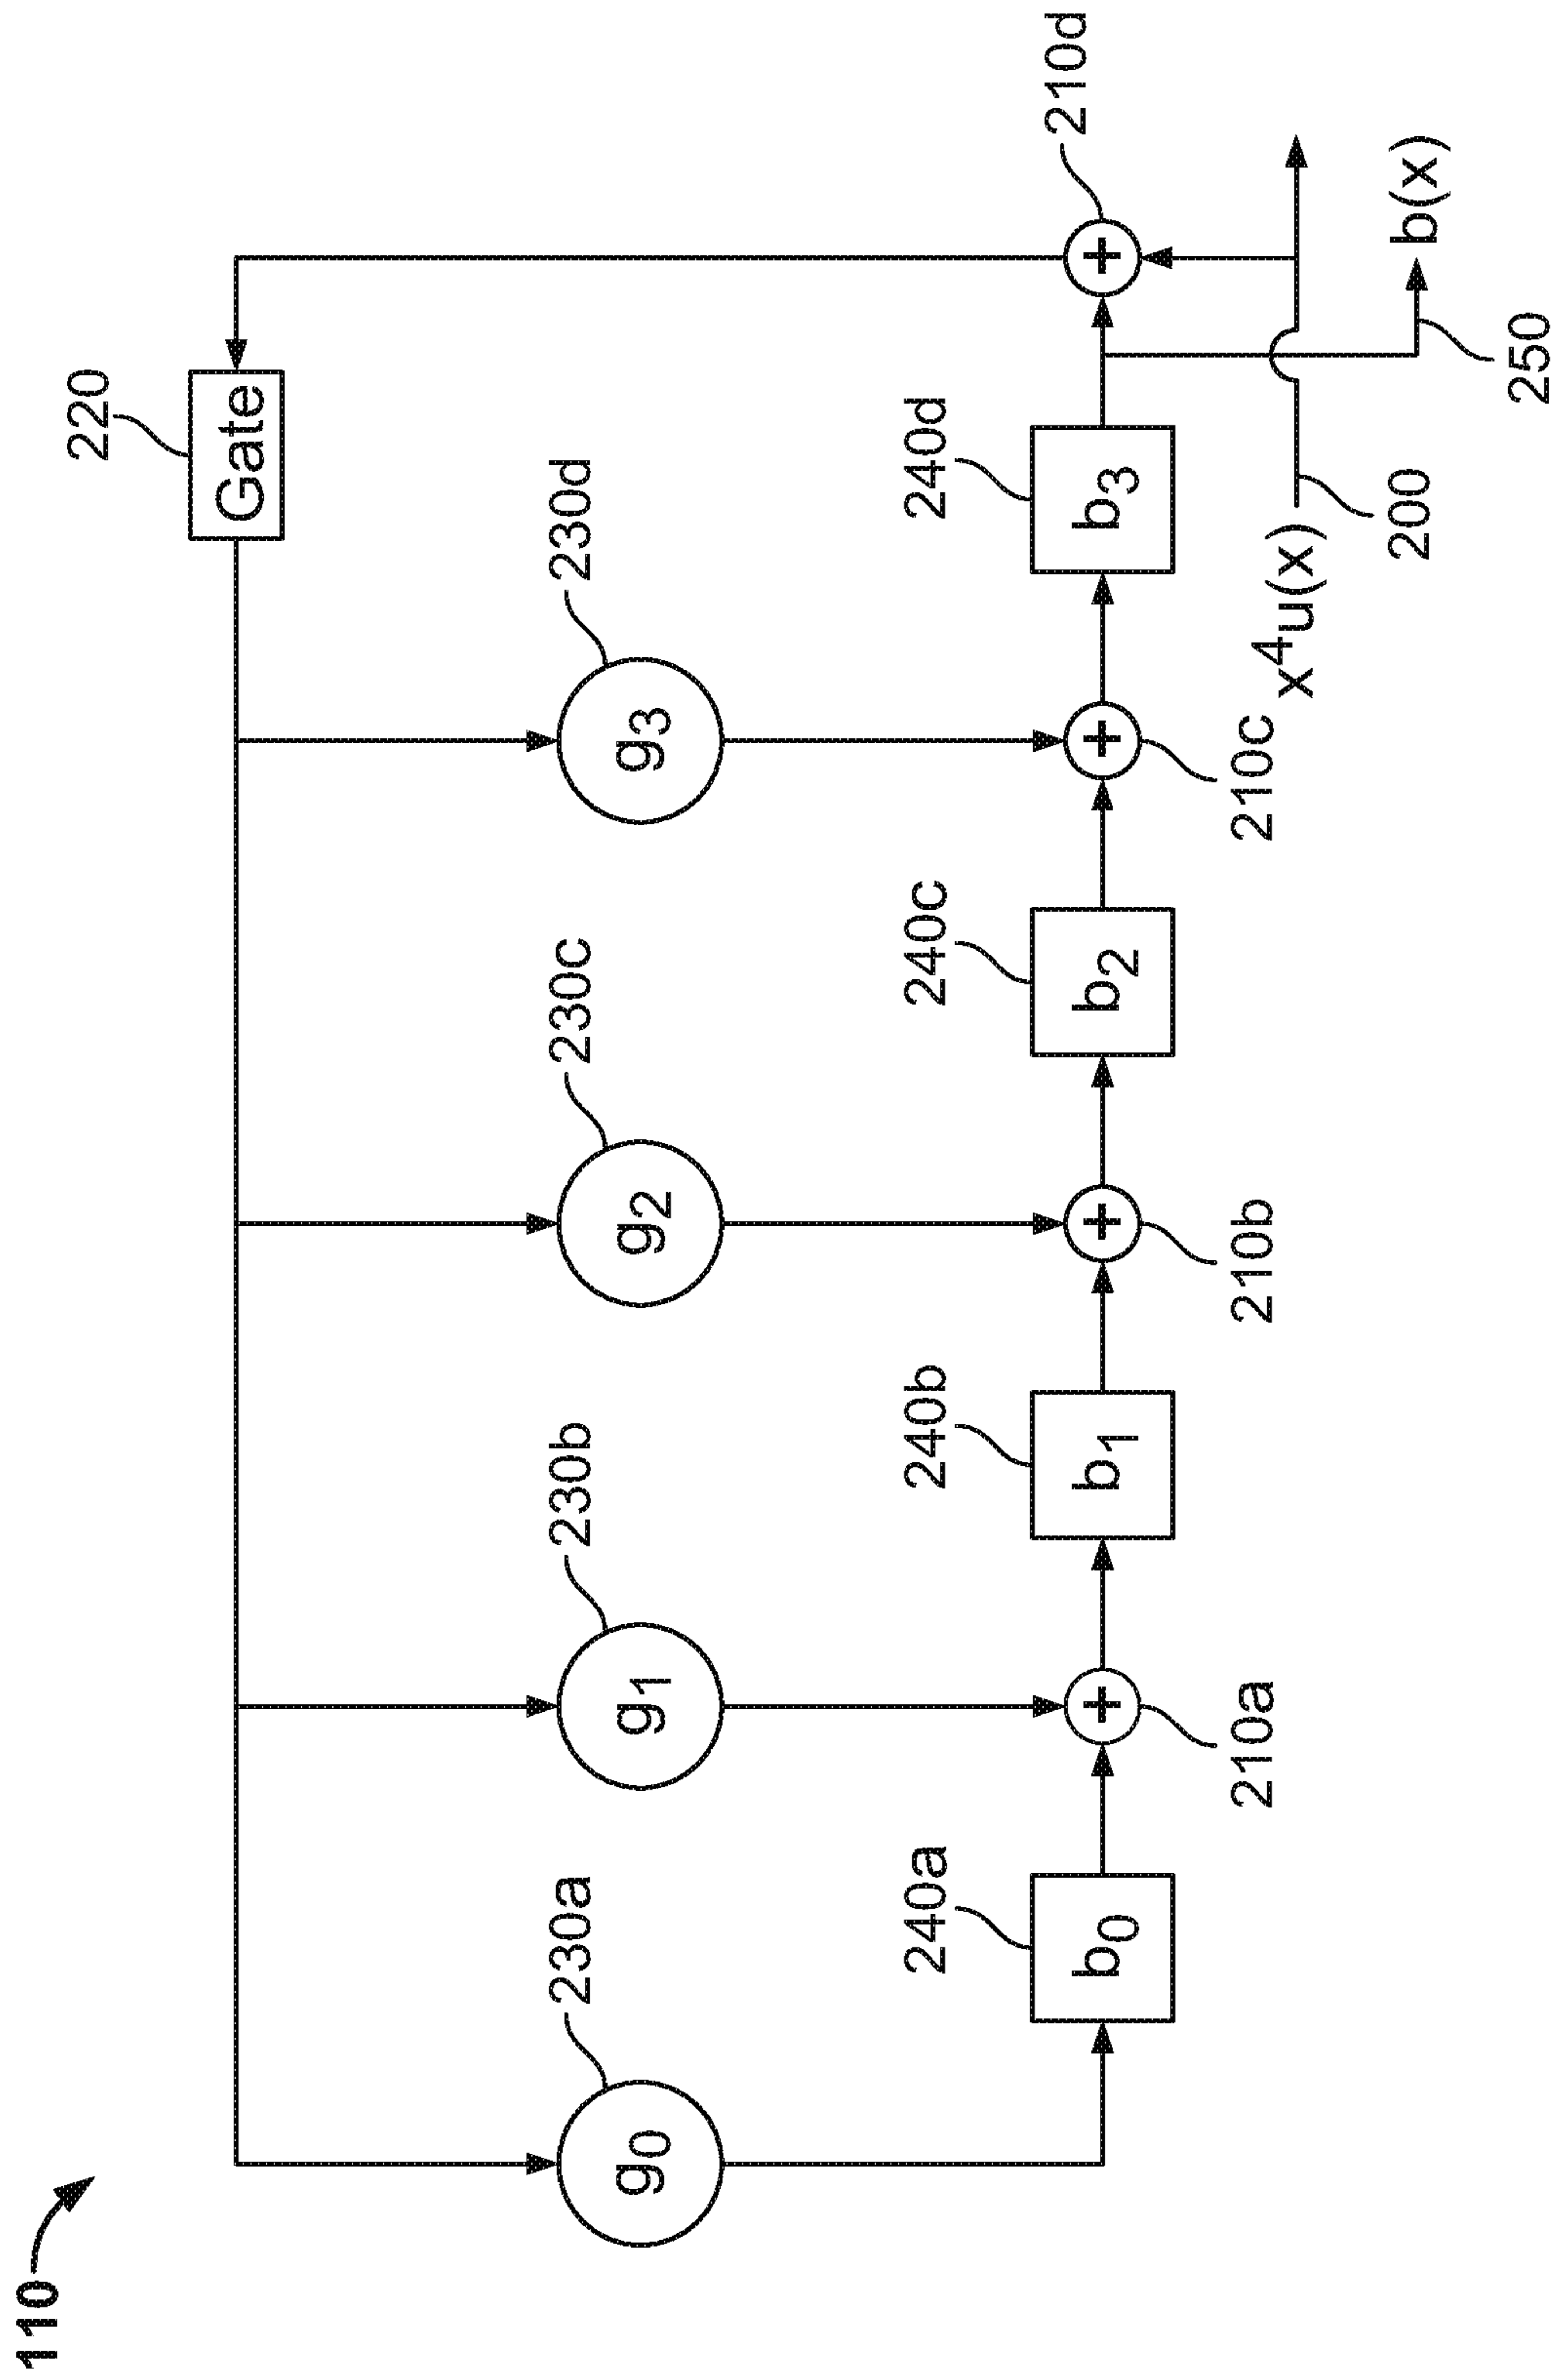 110
220
Gate
230a
230b
230c
230d
g0
g1
g2
g3
240a
240b
240c
240d
210d
b0
b1
b2
b3
210a
210b
210c
x⁴u(x)
200
b(x)
250